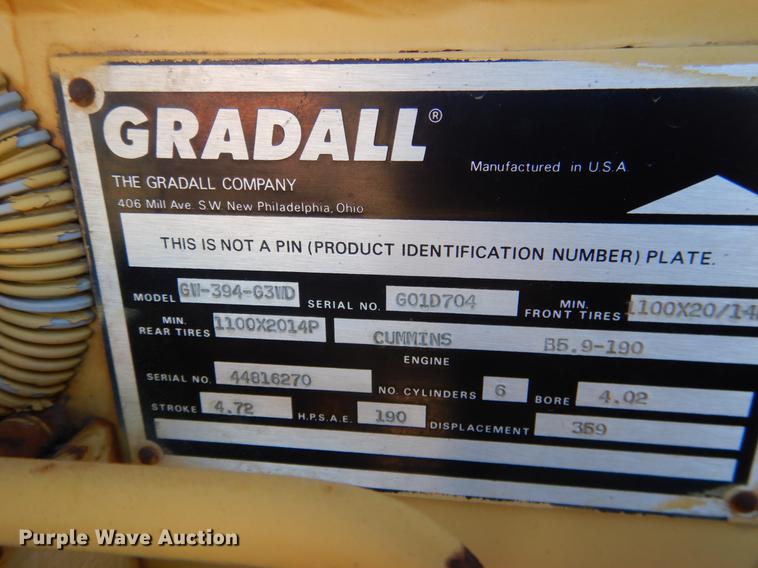 GRADALL®
Manufactured in U.S.A.
THE GRADALL COMPANY
406 Mill Ave. S.W. New Philadelphia, Ohio
THIS IS NOT A PIN (PRODUCT IDENTIFICATION NUMBER) PLATE.
MODEL GW-394-G3WD SERIAL NO. G01D704 MIN. FRONT TIRES 1100X20/14
MIN. REAR TIRES 1100X2014P CUMMINS B5.9-190
ENGINE
SERIAL NO. 44816270 NO. CYLINDERS 6 BORE 4.02
STROKE 4.72 H.P.S.A.E. 190 DISPLACEMENT 359
Purple Wave Auction